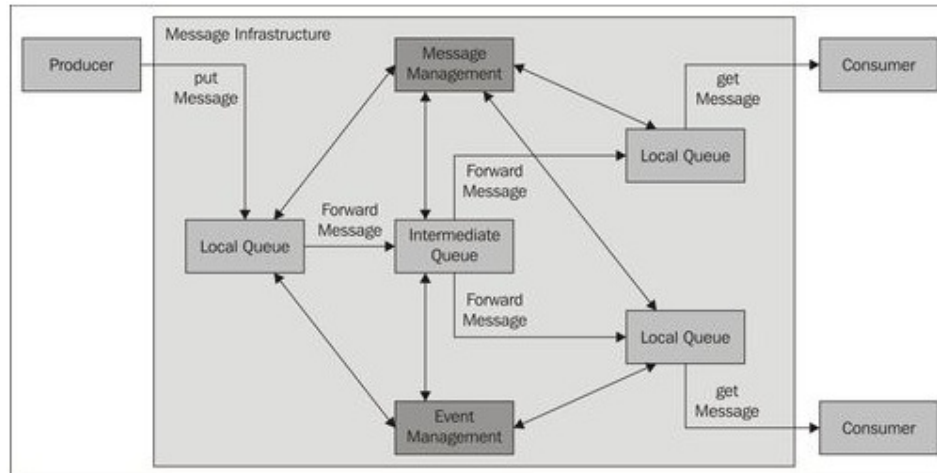 Message Infrastructure
Producer
put
Message
Message
Management
get
Message
Consumer
Local Queue
Forward
Message
Forward
Message
Local Queue
Intermediate
Queue
Forward
Message
Local Queue
Event
Management
get
Message
Consumer